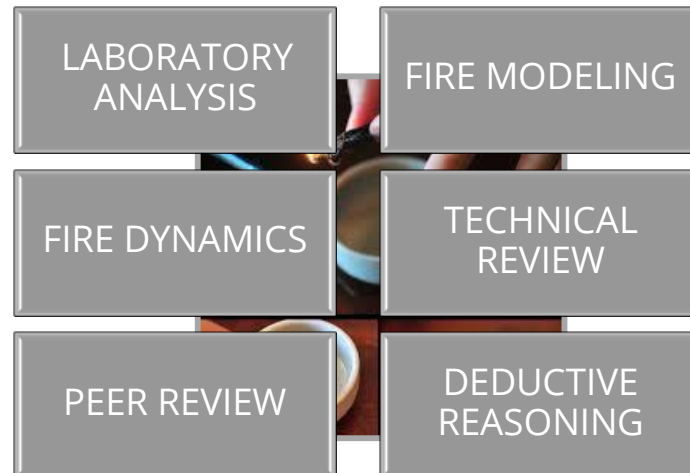 LABORATORY
ANALYSIS
FIRE MODELING
FIRE DYNAMICS
TECHNICAL
REVIEW
PEER REVIEW
DEDUCTIVE
REASONING